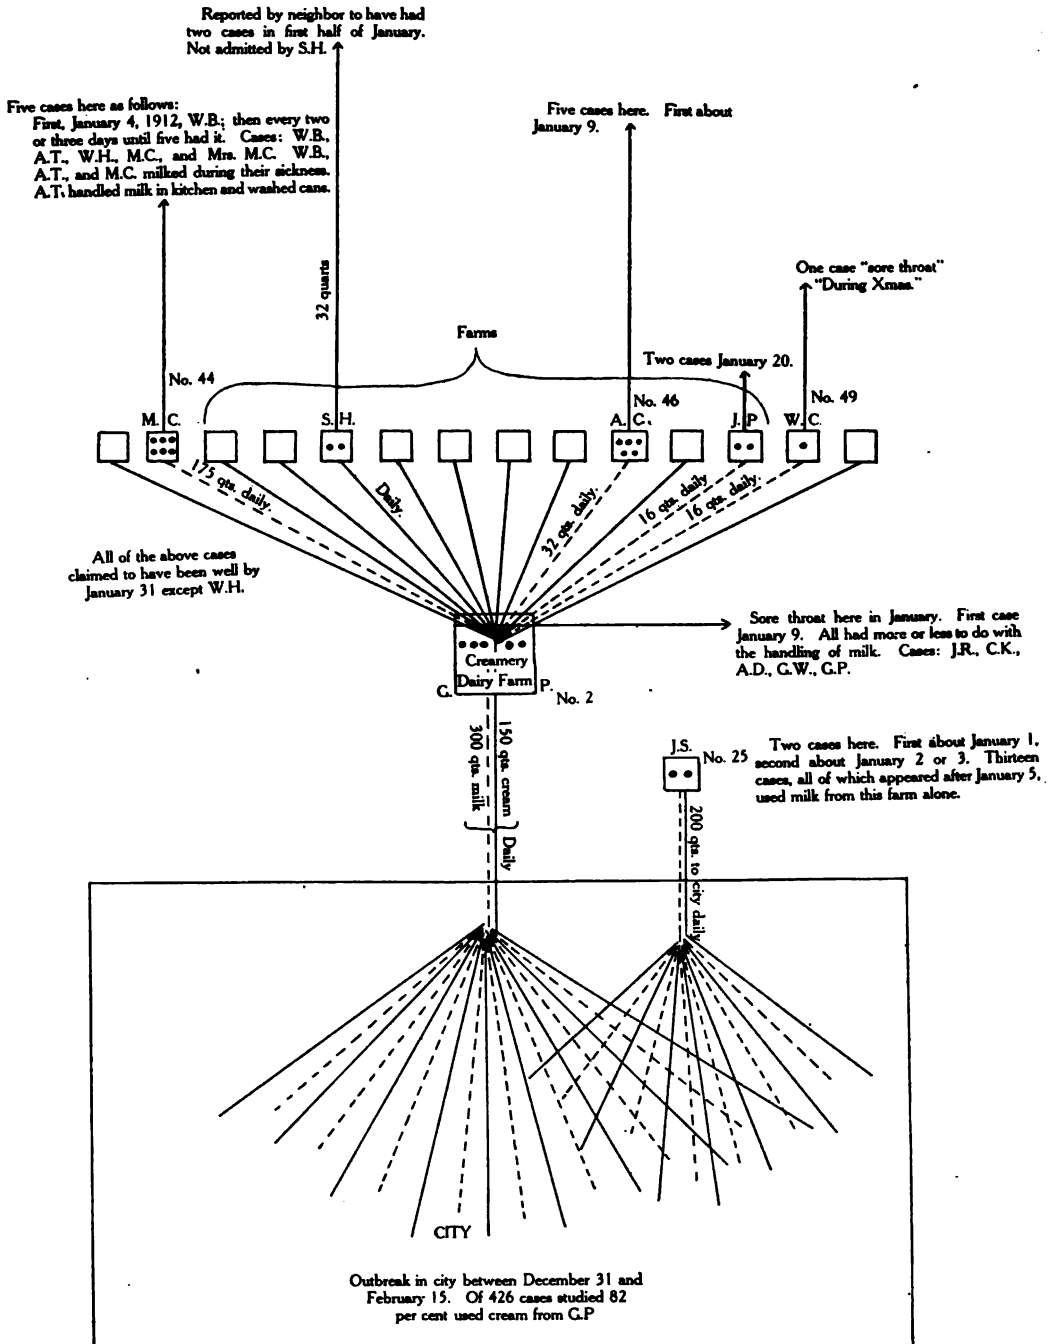 Reported by neighbor to have had
two cases in first half of January.
Not admitted by S.H.
Five cases here as follows:
First, January 4, 1912, W.B.; then every two
or three days until five had it. Cases: W.B.,
A.T., W.H., M.C., and Mrs. M.C. W.B.,
A.T., and M.C. milked during their sickness.
A.T. handled milk in kitchen and washed cans.
Five cases here. First about
January 9.
One case "sore throat"
"During Xmas."
32 quarts
Farms
Two cases January 20.
No. 44
No. 46
No. 49
M. C.
S. H.
A. C.
J. P
W. C.
175 qts. daily.
Daily.
32 qts. daily.
16 qts. daily
16 qts. daily.
All of the above cases
claimed to have been well by
January 31 except W.H.
Sore throat here in January. First case
January 9. All had more or less to do with
the handling of milk. Cases: J.R., C.K.,
A.D., G.W., G.P.
Creamery
Dairy Farm
G. P.
No. 2
150 qts. cream
300 qts. milk
Daily
J.S.
No. 25
Two cases here. First about January 1,
second about January 2 or 3. Thirteen
cases, all of which appeared after January 5,
used milk from this farm alone.
200 qts. to city daily
CITY
Outbreak in city between December 31 and
February 15. Of 426 cases studied 82
per cent used cream from G.P